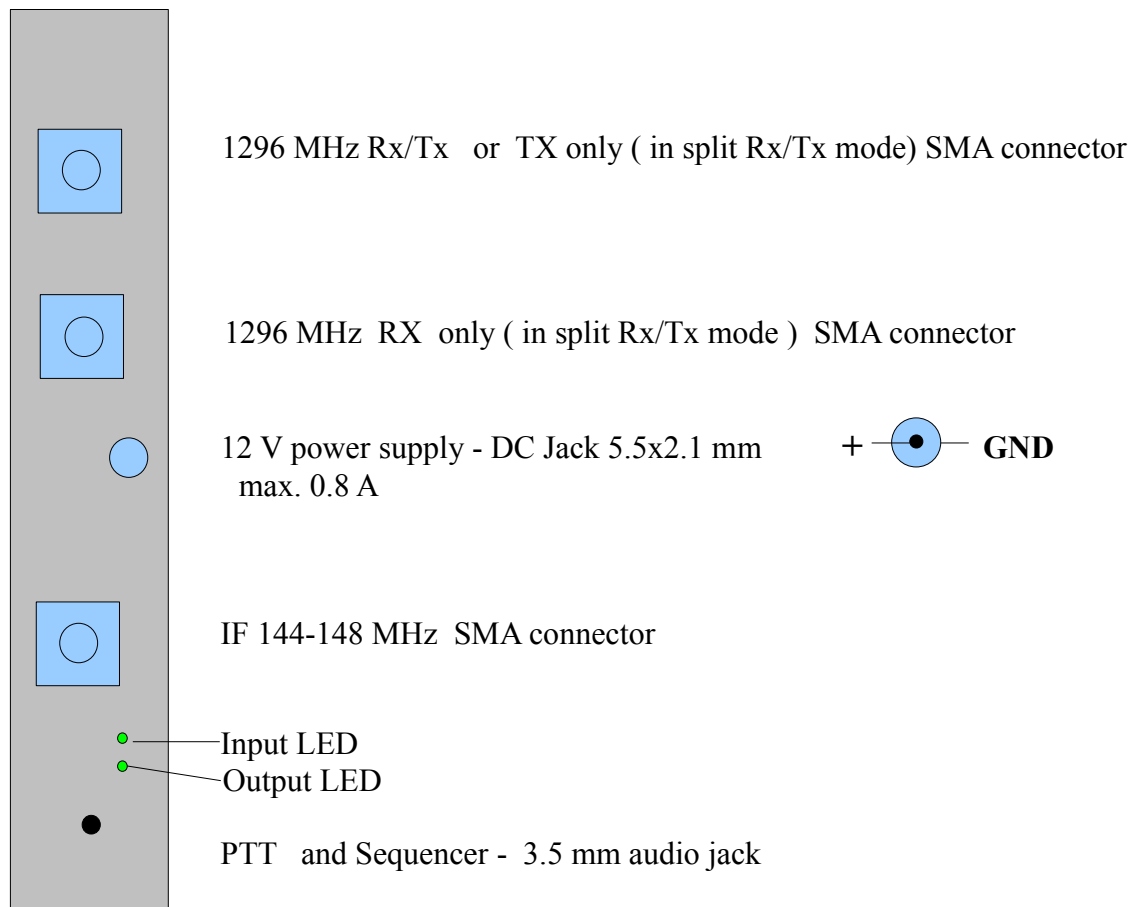 1296 MHz Rx/Tx or TX only ( in split Rx/Tx mode) SMA connector
1296 MHz RX only ( in split Rx/Tx mode ) SMA connector
12 V power supply - DC Jack 5.5x2.1 mm + GND
max. 0.8 A
IF 144-148 MHz SMA connector
Input LED
Output LED
PTT and Sequencer - 3.5 mm audio jack